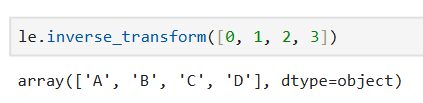 le.inverse_transform([0, 1, 2, 3])
array(['A', 'B', 'C', 'D'], dtype=object)